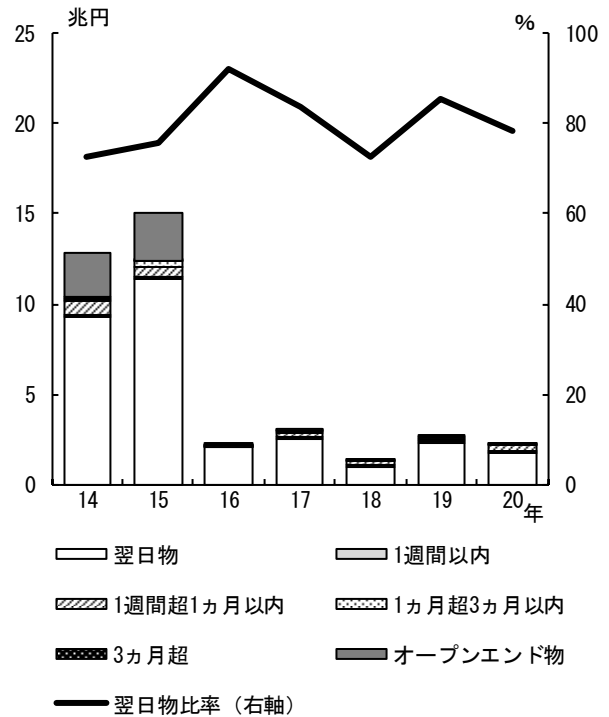 兆円
%
25
20
15
10
5
0
100
80
60
40
20
0
14 15 16 17 18 19 20 年
翌日物 1週間以内
1週間超1ヵ月以内 1ヵ月超3ヵ月以内
3ヵ月超 オープンエンド物
翌日物比率（右軸）